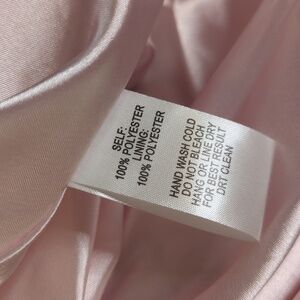 SELF:
100% POLYESTER
LINING:
100% POLYESTER
HAND WASH COLD
DO NOT BLEACH
HANG OR LINE DRY
FOR BEST RESULT
DRT CLEAN